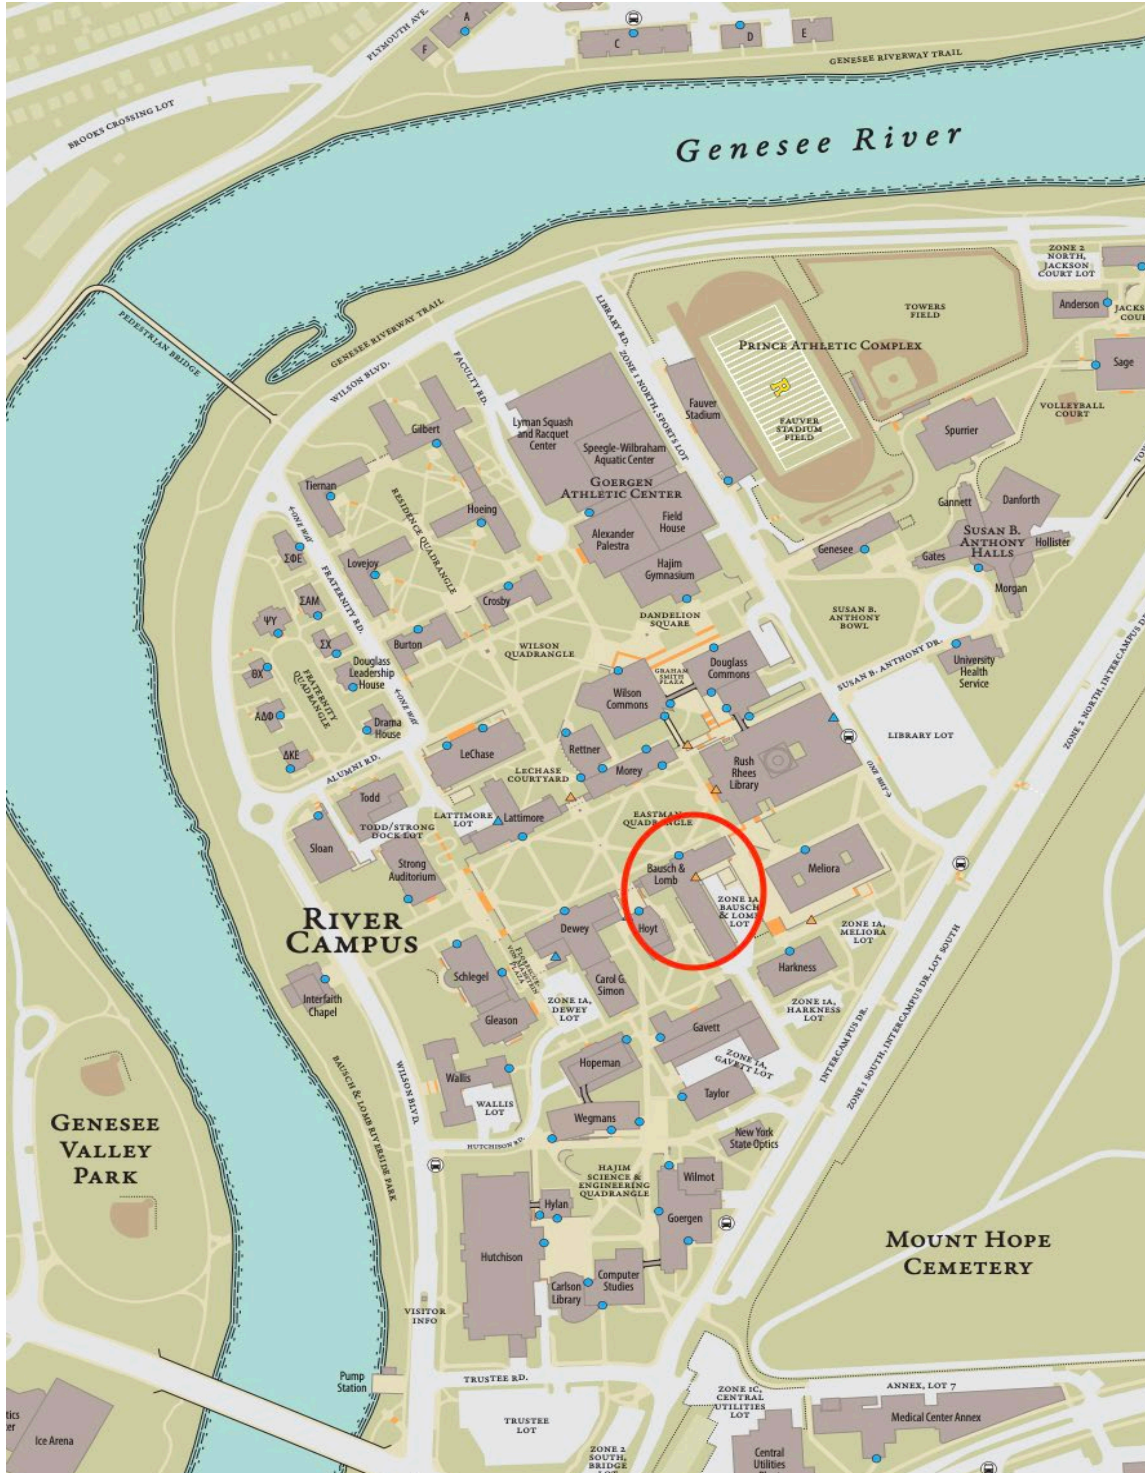 PLYMOUTH AVE.
A
F
C
D
E
GENESEE RIVERWAY TRAIL
BROOKS CROSSING LOT
Genesee River
PEDESTRIAN BRIDGE
GENESEE RIVERWAY TRAIL
WILSON BLVD.
FACULTY RD.
LIBRARY RD.
ZONE 1 NORTH, SPORTS LOT
ZONE 2
NORTH,
JACKSON
COURT LOT
Anderson
TOWERS
FIELD
PRINCE ATHLETIC COMPLEX
R
Sage
VOLLEYBALL
COURT
Fauver
Stadium
FAUVER
STADIUM
FIELD
Spurrier
Gilbert
Lyman Squash
and Racquet
Center
Speegle-Wilbraham
Aquatic Center
GOERGEN
ATHLETIC CENTER
Tiernan
RESIDENCE QUADRANGLE
Hoeing
Field
House
Alexander
Palestra
Gannett
Danforth
SUSAN B.
ANTHONY
HALLS
Hollister
Genesee
Gates
Morgan
←ONE WAY
ΣΦΕ
Lovejoy
FRATERNITY RD.
Hajim
Gymnasium
Crosby
ΣΑΜ
ΨΥ
ΣΧ
Burton
DANDELION
SQUARE
SUSAN B.
ANTHONY
BOWL
WILSON
QUADRANGLE
ΘΧ
FRATERNITY
QUADRANGLE
Douglass
Leadership
House
←ONE WAY
GRAHAM
SMITH
PLAZA
Douglass
Commons
SUSAN B. ANTHONY DR.
University
Health
Service
ZONE 2 NORTH, INTERCAMPUS DR.
ΑΔΦ
Drama
House
Wilson
Commons
LIBRARY LOT
ΔΚΕ
ALUMNI RD.
LeChase
Rettner
LECHASE
COURTYARD
Morey
Rush
Rhees
Library
ONE WAY→
Todd
TODD/STRONG
DOCK LOT
LATTIMORE
LOT
Lattimore
EASTMAN
QUADRANGLE
Sloan
Strong
Auditorium
Bausch &
Lomb
Meliora
RIVER
CAMPUS
Dewey
Hoyt
ZONE 1A,
BAUSCH
& LOMB
LOT
ZONE 1A,
MELIORA
LOT
Schlegel
FLORESCUE-
VON MANSTEIN
PLAZA
Carol G.
Simon
Harkness
Interfaith
Chapel
Gleason
ZONE 1A,
DEWEY
LOT
ZONE 1A,
HARKNESS
LOT
INTERCAMPUS DR.
ZONE 1 SOUTH, INTERCAMPUS DR. LOT SOUTH
Gavett
ZONE 1A,
GAVETT LOT
BAUSCH & LOMB RIVERSIDE PARK
WILSON BLVD.
Wallis
WALLIS
LOT
Hopeman
Taylor
GENESEE
VALLEY
PARK
Wegmans
New York
State Optics
HUTCHISON RD.
HAJIM
SCIENCE &
ENGINEERING
QUADRANGLE
Wilmot
Hylan
Goergen
MOUNT HOPE
CEMETERY
Hutchison
Computer
Studies
Carlson
Library
VISITOR
INFO
Pump
Station
TRUSTEE RD.
TRUSTEE
LOT
ZONE 1C,
CENTRAL
UTILITIES
LOT
ANNEX, LOT 7
Medical Center Annex
Ice Arena
ZONE 2
SOUTH,
BRIDGE
Central
Utilities